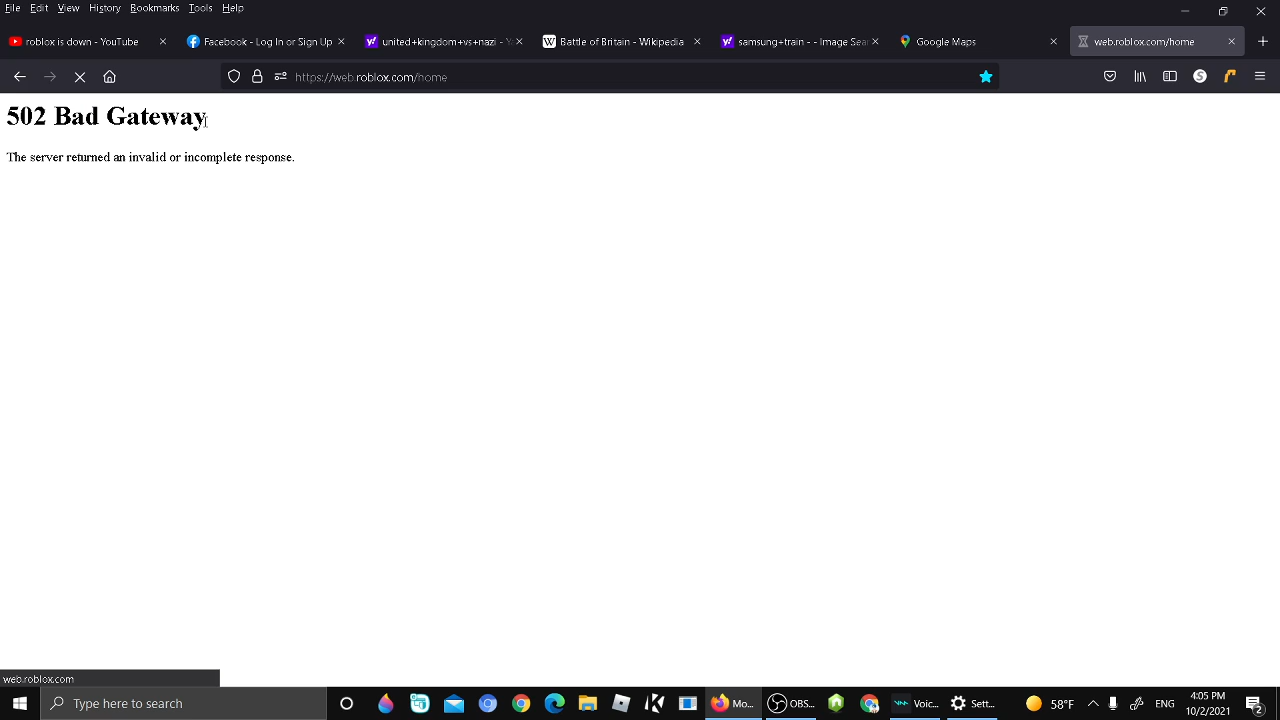 File Edit View History Bookmarks Tools Help
roblox is down - YouTube
Facebook - Log In or Sign Up
united+kingdom+vs+nazi - Y
Battle of Britain - Wikipedia
samsung+train - - Image Sea
Google Maps
web.roblox.com/home
https://web.roblox.com/home
502 Bad Gateway
The server returned an invalid or incomplete response.
web.roblox.com
Type here to search
Mo...
OBS...
Voic...
Sett...
58°F
ENG
4:05 PM
10/2/2021
2